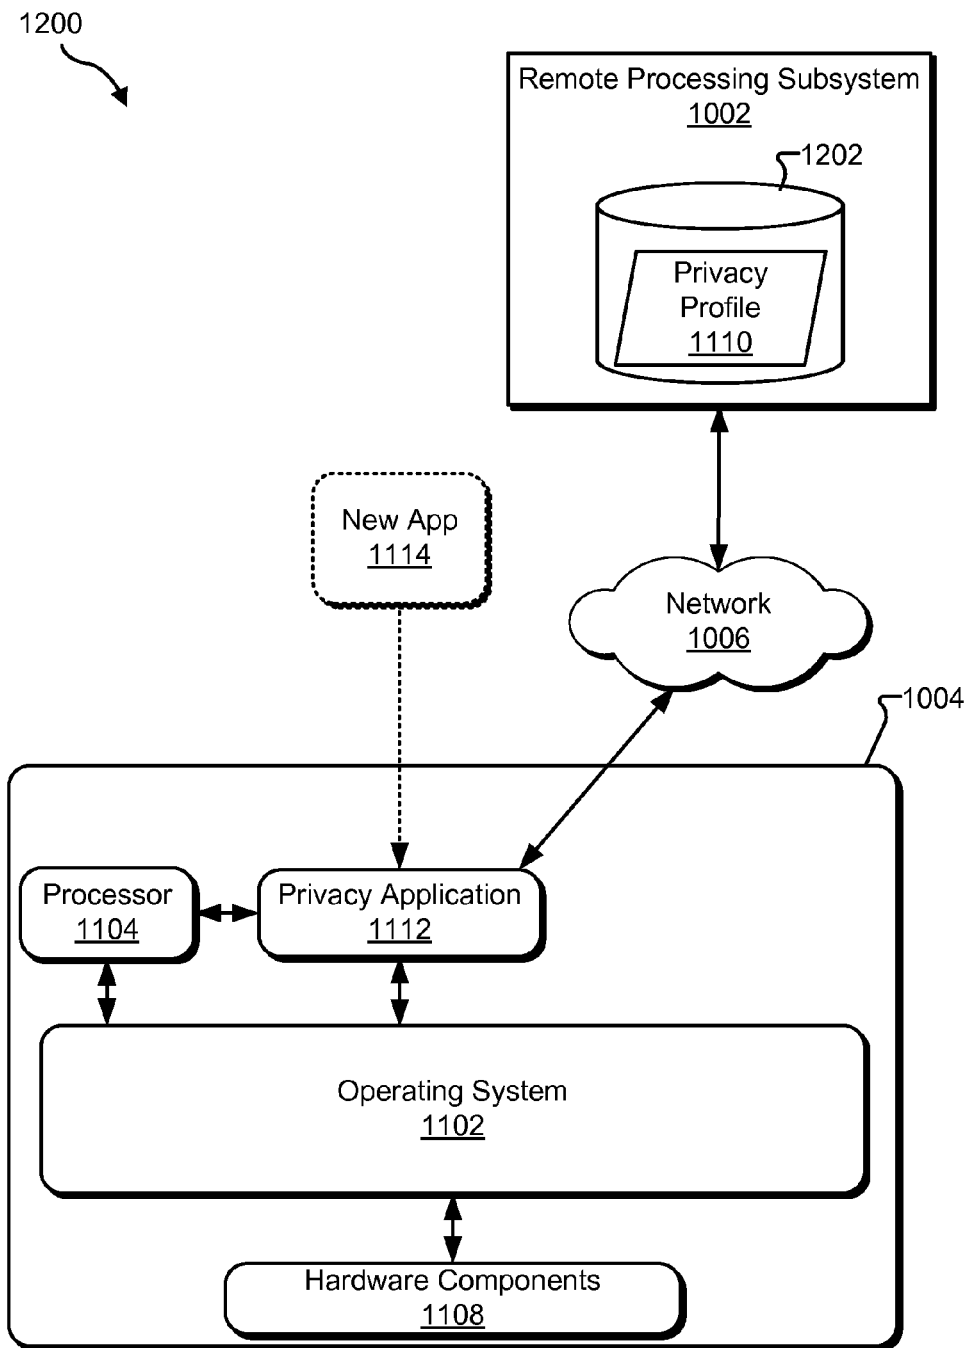 1200
Remote Processing Subsystem
1002
1202
Privacy
Profile
1110
New App
1114
Network
1006
1004
Processor
1104
Privacy Application
1112
Operating System
1102
Hardware Components
1108